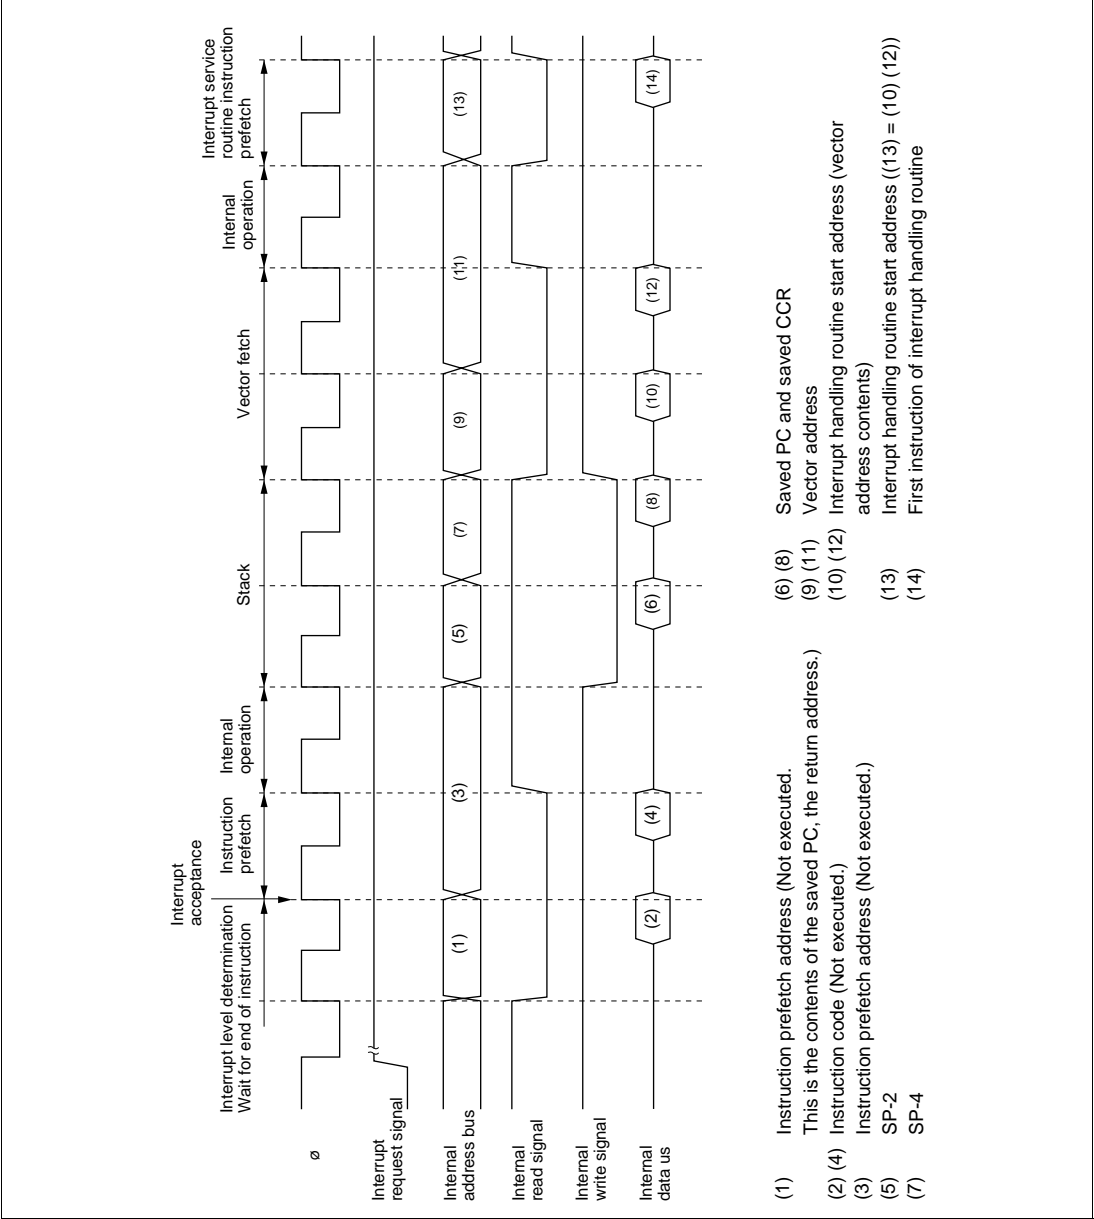 Interrupt
acceptance
Interrupt level determination
Wait for end of instruction
Instruction
prefetch
Internal
operation
Stack
Vector fetch
Internal
operation
Interrupt service
routine instruction
prefetch
ø
Interrupt
request signal
Internal
address bus
(1)
(3)
(5)
(7)
(9)
(11)
(13)
Internal
read signal
Internal
write signal
Internal
data us
(2)
(4)
(6)
(8)
(10)
(12)
(14)
(1) Instruction prefetch address (Not executed.
This is the contents of the saved PC, the return address.)
(2) (4) Instruction code (Not executed.)
(3) Instruction prefetch address (Not executed.)
(5) SP-2
(7) SP-4
(6) (8) Saved PC and saved CCR
(9) (11) Vector address
(10) (12) Interrupt handling routine start address (vector
address contents)
(13) Interrupt handling routine start address ((13) = (10) (12))
(14) First instruction of interrupt handling routine